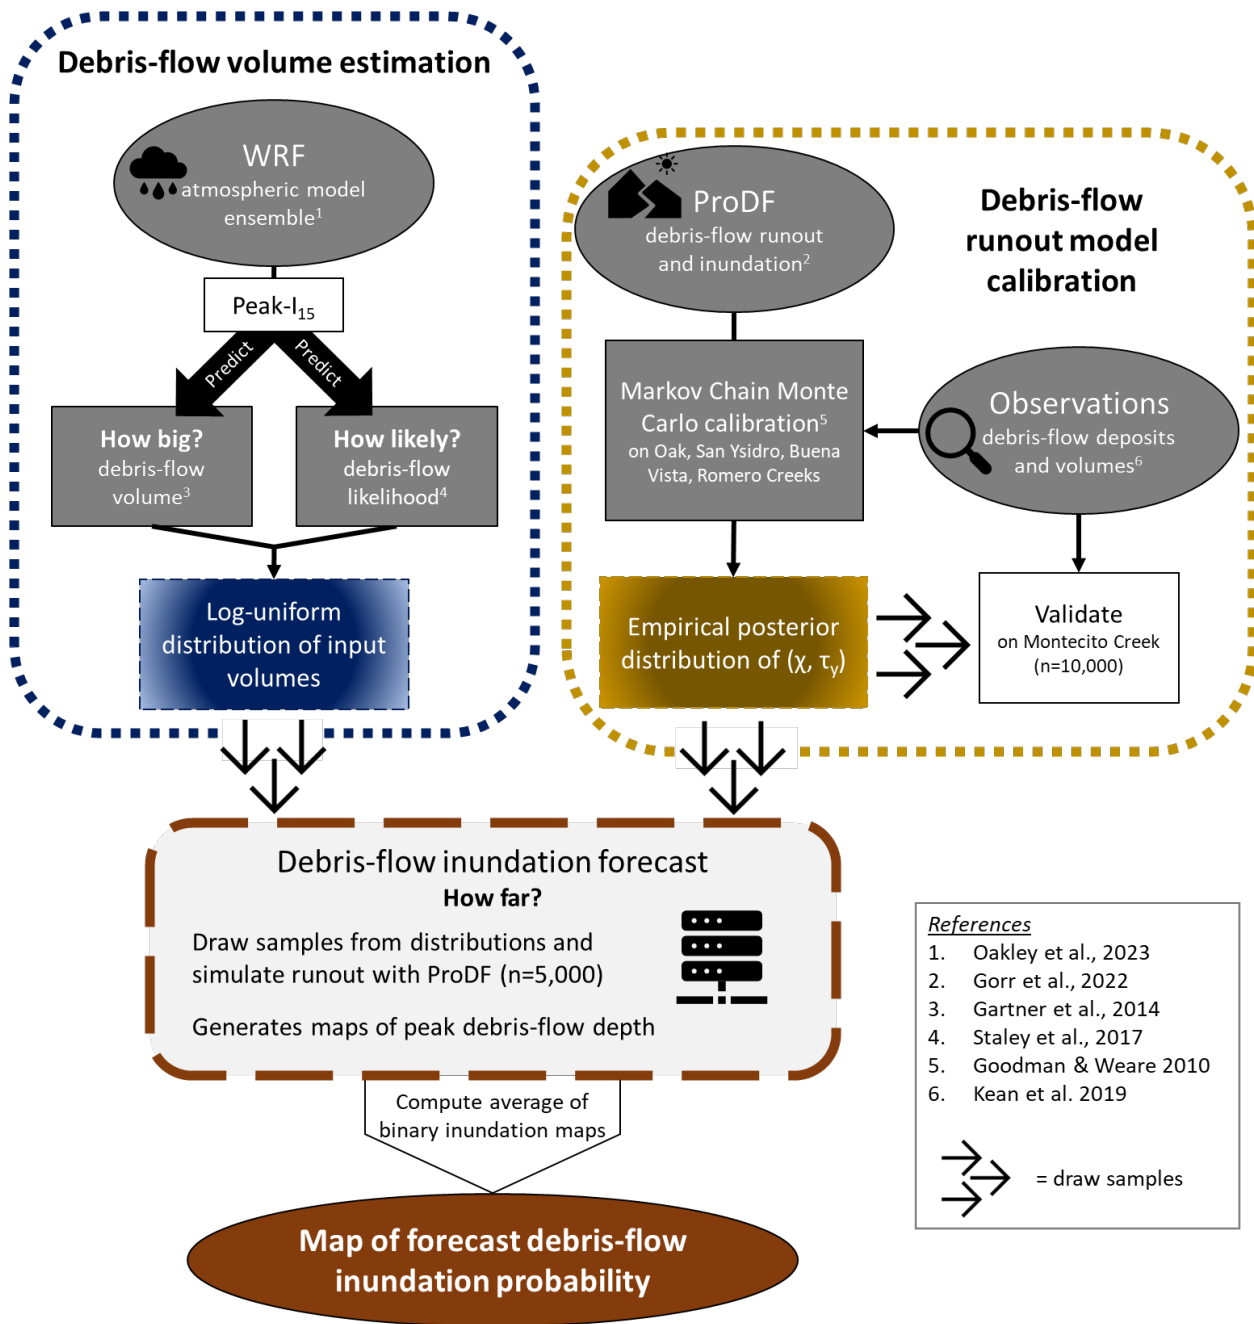 Debris-flow volume estimation
WRF
atmospheric model
ensemble¹
Peak-I₁₅
Predict
Predict
How big?
debris-flow
volume³
How likely?
debris-flow
likelihood⁴
Log-uniform
distribution of input
volumes
Debris-flow
runout model
calibration
ProDF
debris-flow runout
and inundation²
Markov Chain Monte
Carlo calibration⁵
on Oak, San Ysidro, Buena
Vista, Romero Creeks
Observations
debris-flow deposits
and volumes⁶
Empirical posterior
distribution of (χ, τy)
Validate
on Montecito Creek
(n=10,000)
Debris-flow inundation forecast
How far?
Draw samples from distributions and
simulate runout with ProDF (n=5,000)
Generates maps of peak debris-flow depth
Compute average of
binary inundation maps
Map of forecast debris-flow
inundation probability
References
1. Oakley et al., 2023
2. Gorr et al., 2022
3. Gartner et al., 2014
4. Staley et al., 2017
5. Goodman & Weare 2010
6. Kean et al. 2019
= draw samples